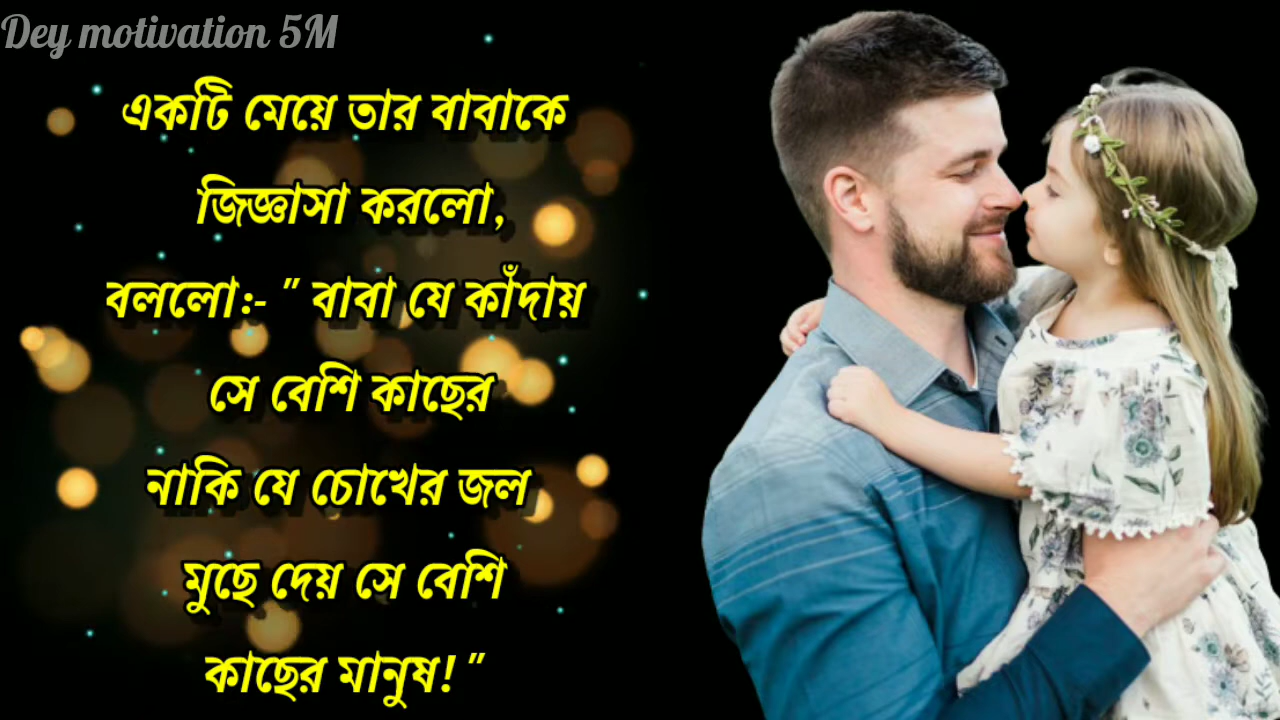 Dey motivation 5M
একটি মেয়ে তার বাবাকে
জিজ্ঞাসা করলো,
বললো:- " বাবা যে কাঁদায়
সে বেশি কাছের
নাকি যে চোখের জল
মুছে দেয় সে বেশি
কাছের মানুষ! "